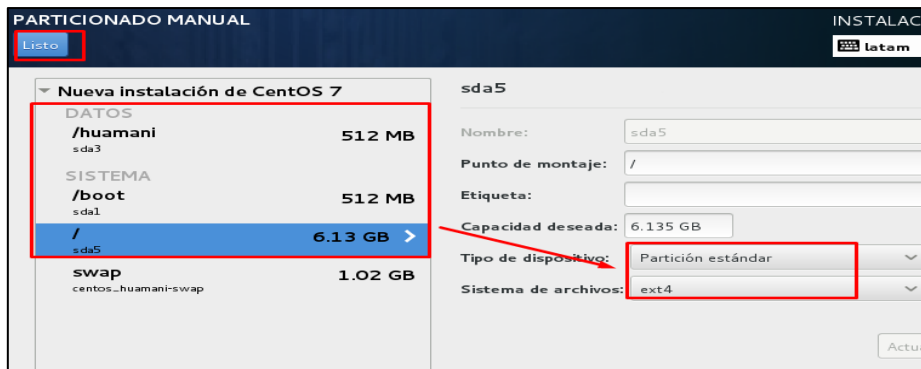 PARTICIONADO MANUAL
INSTALAC
Listo
latam
Nueva instalación de CentOS 7
DATOS
/huamani 512 MB
sda3
SISTEMA
/boot 512 MB
sda1
/ 6.13 GB
sda5
swap 1.02 GB
centos_huamani-swap
sda5
Nombre: sda5
Punto de montaje: /
Etiqueta:
Capacidad deseada: 6.135 GB
Tipo de dispositivo: Partición estándar
Sistema de archivos: ext4
Actu